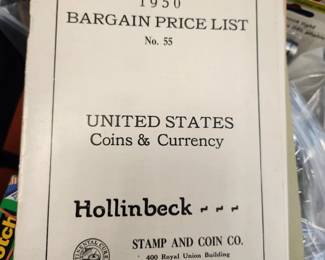 1950
BARGAIN PRICE LIST
No. 55
UNITED STATES
Coins & Currency
Hollinbeck ~ ~ ~
STAMP AND COIN CO.
400 Royal Union Building